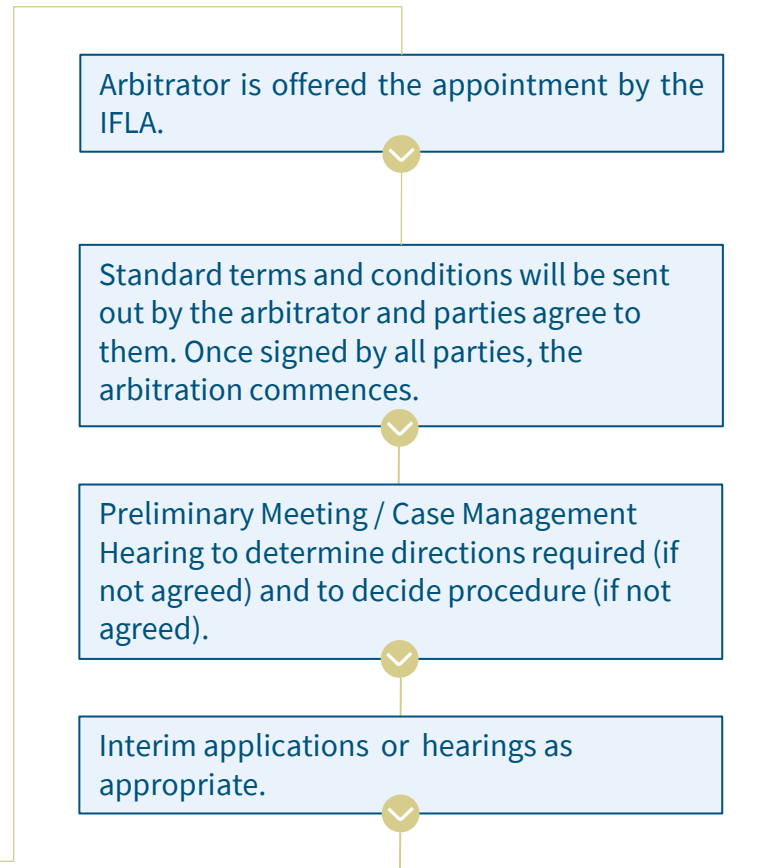 Arbitrator is offered the appointment by the
IFLA.
Standard terms and conditions will be sent
out by the arbitrator and parties agree to
them. Once signed by all parties, the
arbitration commences.
Preliminary Meeting / Case Management
Hearing to determine directions required (if
not agreed) and to decide procedure (if not
agreed).
Interim applications or hearings as
appropriate.